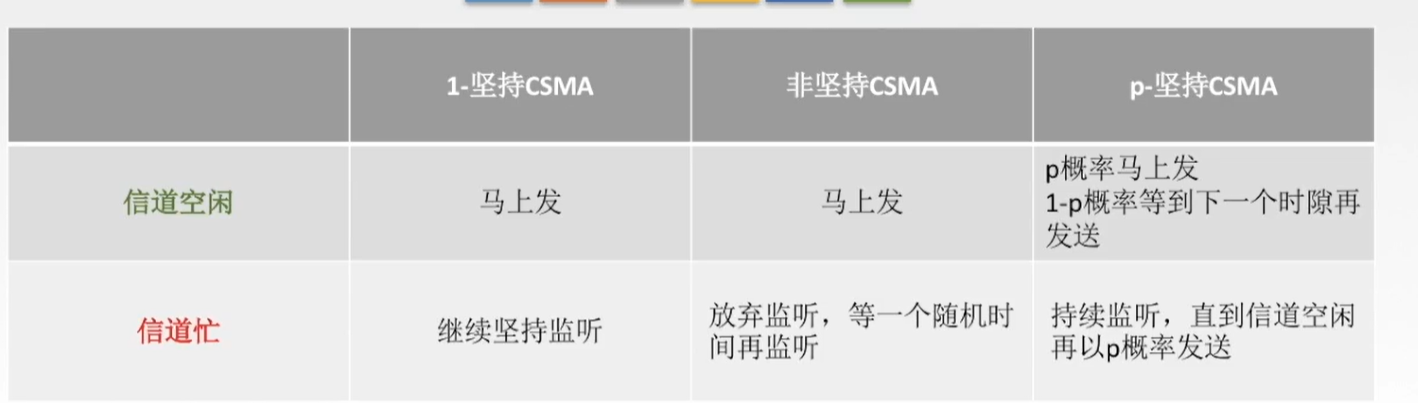 1-坚持CSMA
非坚持CSMA
p-坚持CSMA
信道空闲
马上发
马上发
p概率马上发
1-p概率等到下一个时隙再
发送
信道忙
继续坚持监听
放弃监听，等一个随机时
间再监听
持续监听，直到信道空闲
再以p概率发送